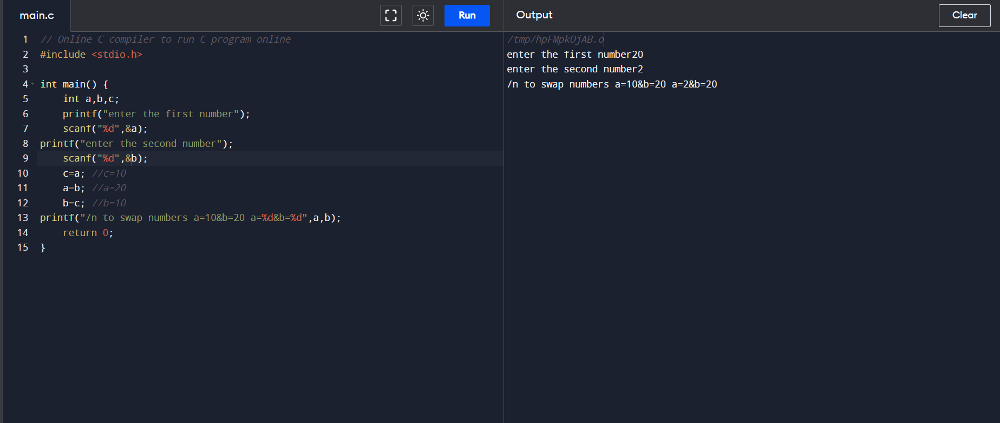 main.c
Run
1 // Online C compiler to run C program online
2 #include <stdio.h>
3
4 int main() {
5     int a,b,c;
6     printf("enter the first number");
7     scanf("%d",&a);
8 printf("enter the second number");
9     scanf("%d",&b);
10     c=a; //c=10
11     a=b; //a=20
12     b=c; //b=10
13 printf("/n to swap numbers a=10&b=20 a=%d&b=%d",a,b);
14     return 0;
15 }
Output
Clear
/tmp/hpFMpkOjAB.o
enter the first number20
enter the second number2
/n to swap numbers a=10&b=20 a=2&b=20